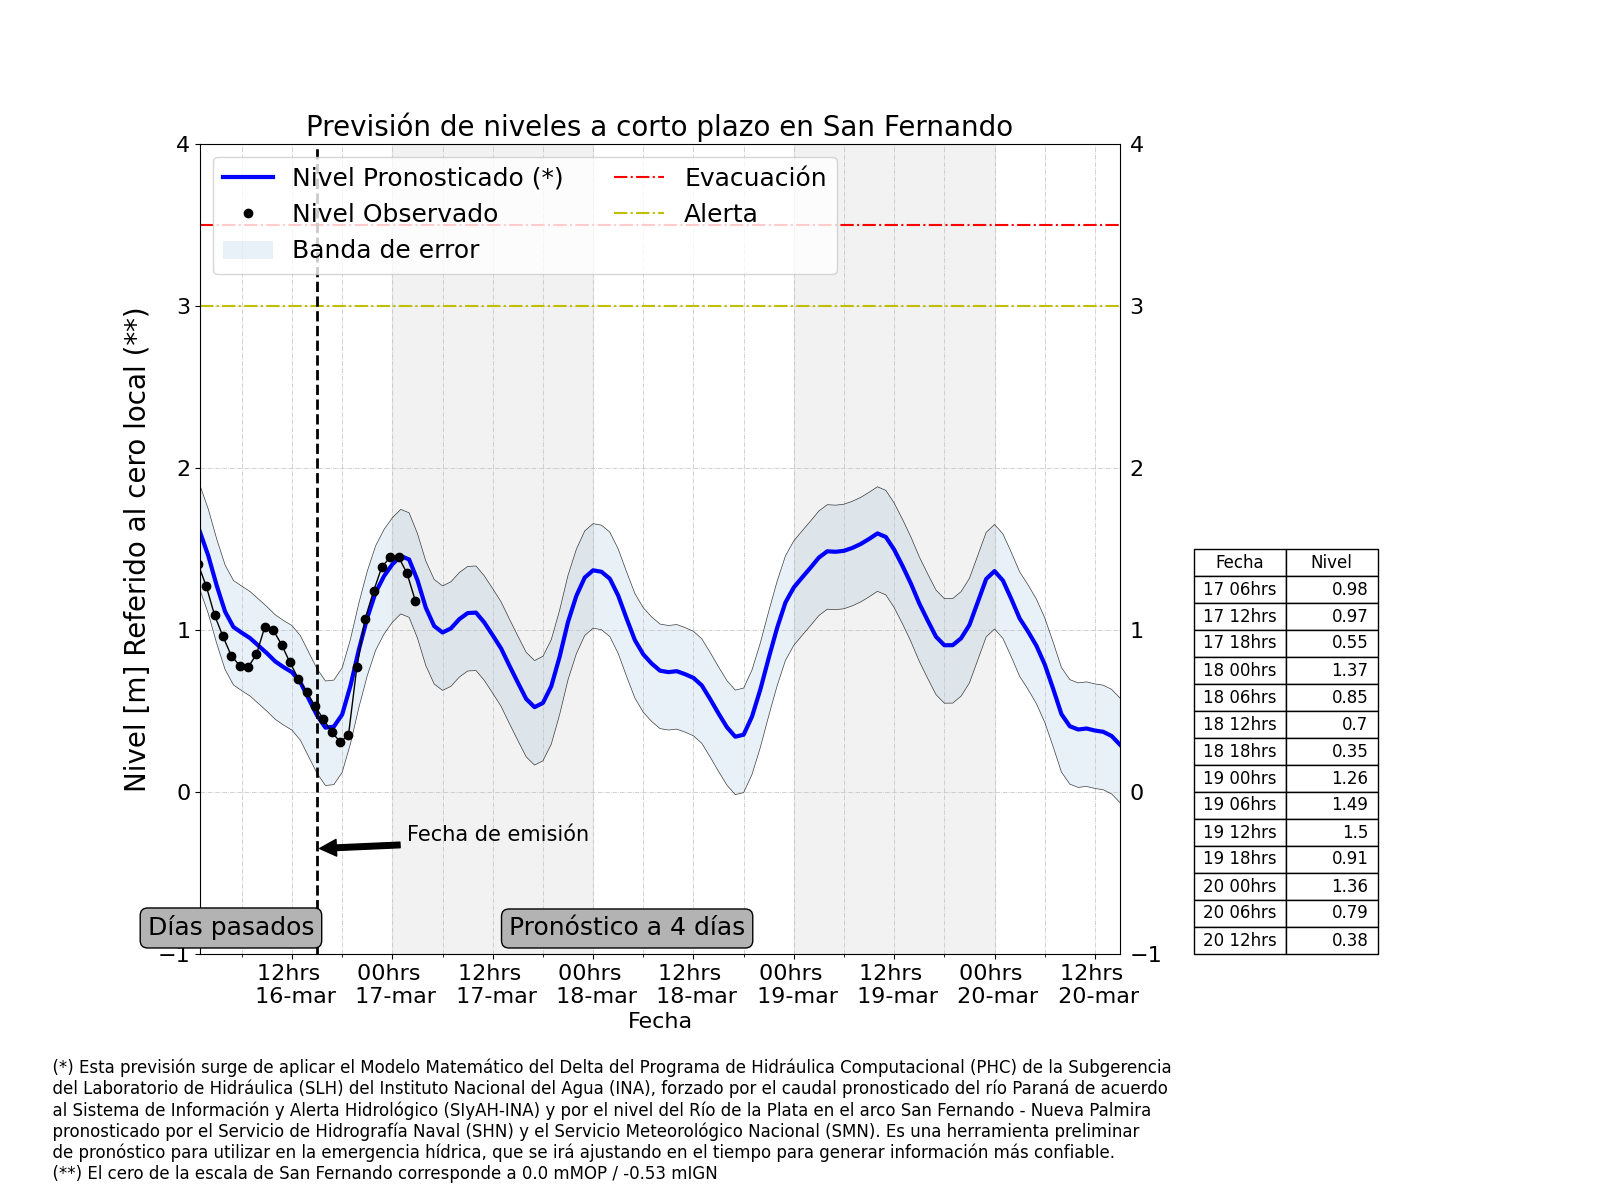 Previsión de niveles a corto plazo en San Fernando
Nivel Pronosticado (*)
Nivel Observado
Banda de error
Evacuación
Alerta
Nivel [m] Referido al cero local (**)
4
3
2
1
0
−1
4
3
2
1
0
−1
Fecha de emisión
Días pasados
Pronóstico a 4 días
12hrs 00hrs 12hrs 00hrs 12hrs 00hrs 12hrs 00hrs 12hrs
16-mar 17-mar 17-mar 18-mar 18-mar 19-mar 19-mar 20-mar 20-mar
Fecha
Fecha Nivel
17 06hrs 0.98
17 12hrs 0.97
17 18hrs 0.55
18 00hrs 1.37
18 06hrs 0.85
18 12hrs 0.7
18 18hrs 0.35
19 00hrs 1.26
19 06hrs 1.49
19 12hrs 1.5
19 18hrs 0.91
20 00hrs 1.36
20 06hrs 0.79
20 12hrs 0.38
(*) Esta previsión surge de aplicar el Modelo Matemático del Delta del Programa de Hidráulica Computacional (PHC) de la Subgerencia
del Laboratorio de Hidráulica (SLH) del Instituto Nacional del Agua (INA), forzado por el caudal pronosticado del río Paraná de acuerdo
al Sistema de Información y Alerta Hidrológico (SIyAH-INA) y por el nivel del Río de la Plata en el arco San Fernando - Nueva Palmira
pronosticado por el Servicio de Hidrografía Naval (SHN) y el Servicio Meteorológico Nacional (SMN). Es una herramienta preliminar
de pronóstico para utilizar en la emergencia hídrica, que se irá ajustando en el tiempo para generar información más confiable.
(**) El cero de la escala de San Fernando corresponde a 0.0 mMOP / -0.53 mIGN